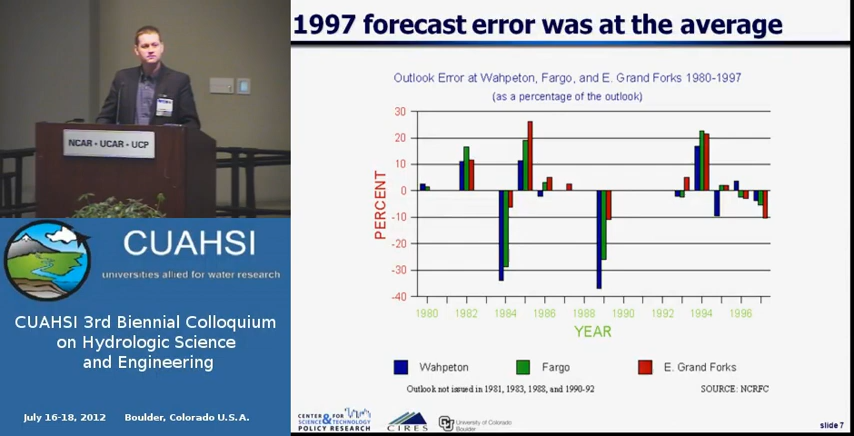 1997 forecast error was at the average
NCAR • UCAR • UCP
Outlook Error at Wahpeton, Fargo, and E. Grand Forks 1980-1997
(as a percentage of the outlook)
PERCENT
30
20
10
0
-10
-20
-30
-40
1980 1982 1984 1986 1988 1990 1992 1994 1996
YEAR
Wahpeton Fargo E. Grand Forks
Outlook not issued in 1981, 1983, 1988, and 1990-92 SOURCE: NCRFC
CENTER FOR
SCIENCE & TECHNOLOGY
POLICY RESEARCH
CIRES
University of Colorado
Boulder
slide 7
CUAHSI
universities allied for water research
CUAHSI 3rd Biennial Colloquium
on Hydrologic Science
and Engineering
July 16-18, 2012 Boulder, Colorado U.S.A.